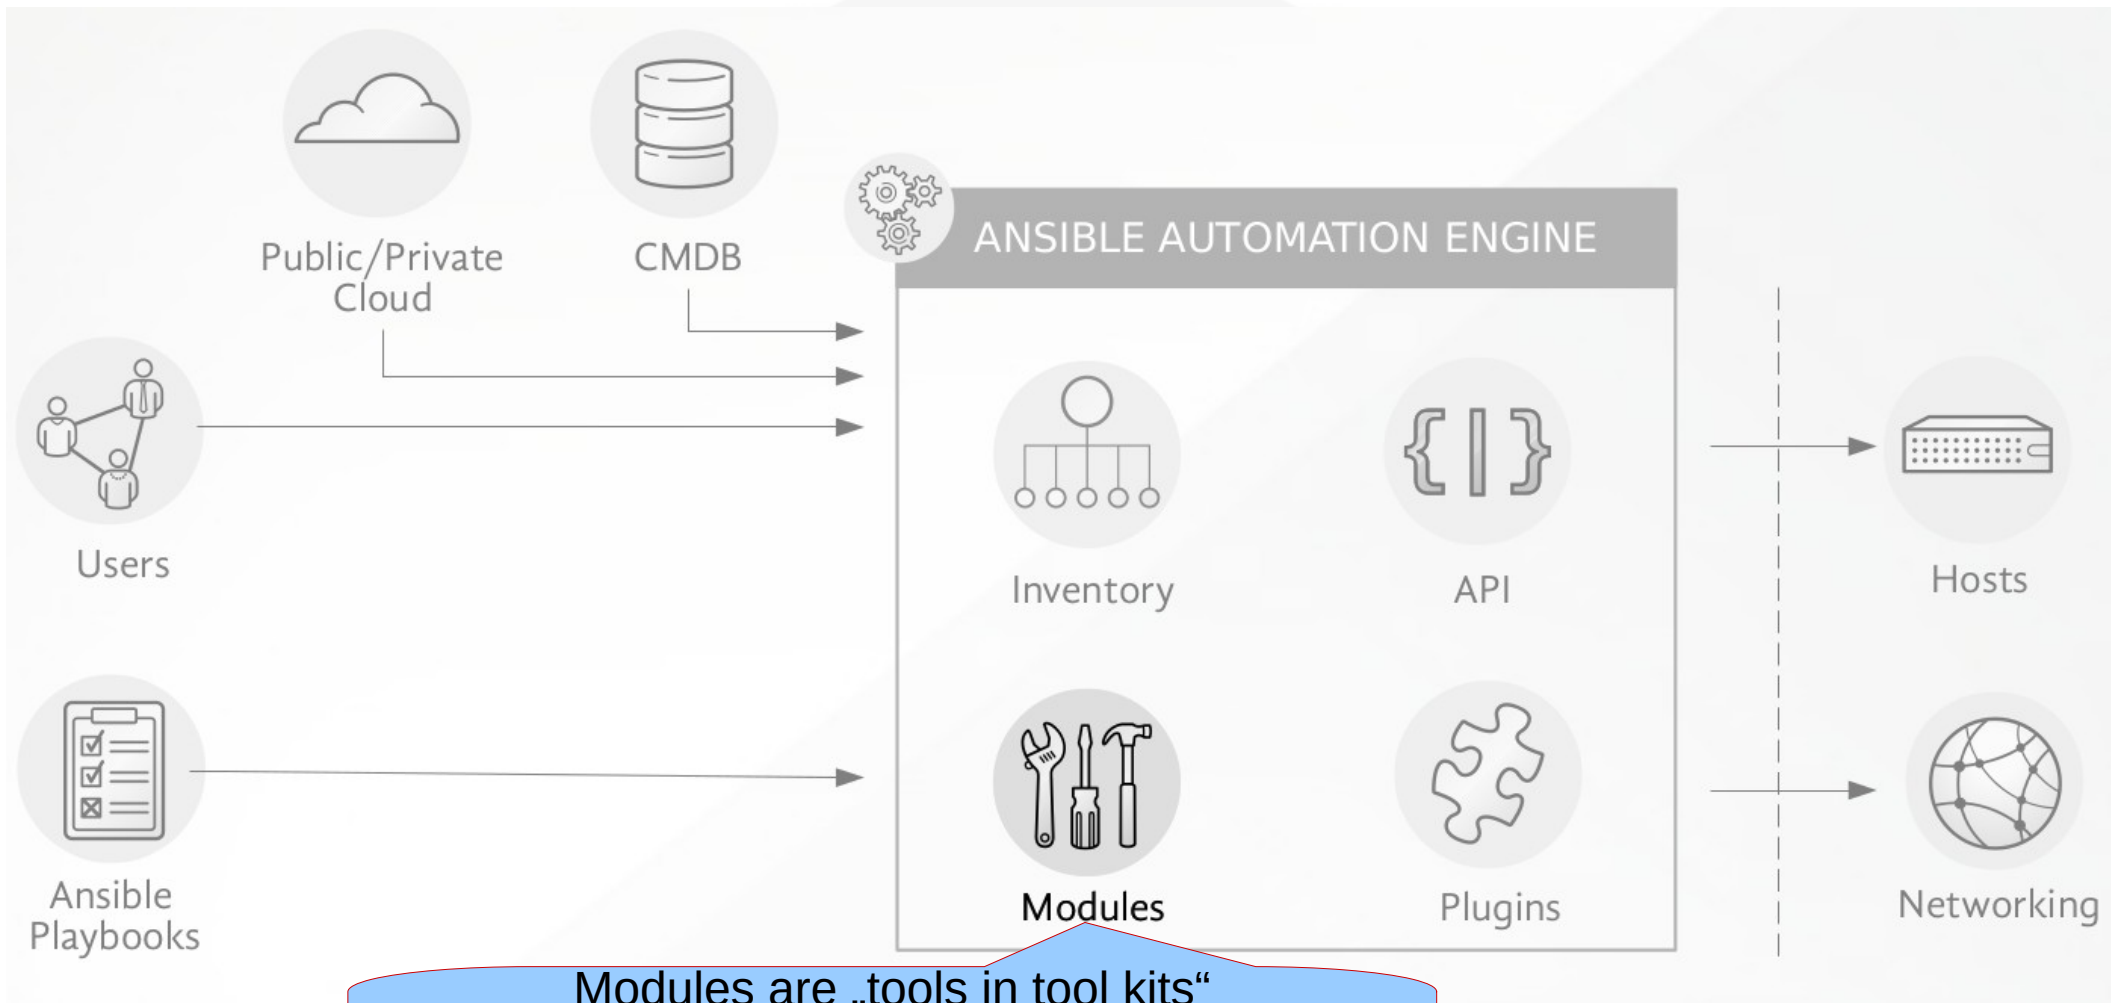 Public/Private
Cloud
CMDB
ANSIBLE AUTOMATION ENGINE
Users
Inventory
API
Hosts
Ansible
Playbooks
Modules
Plugins
Networking
Modules are „tools in tool kits“